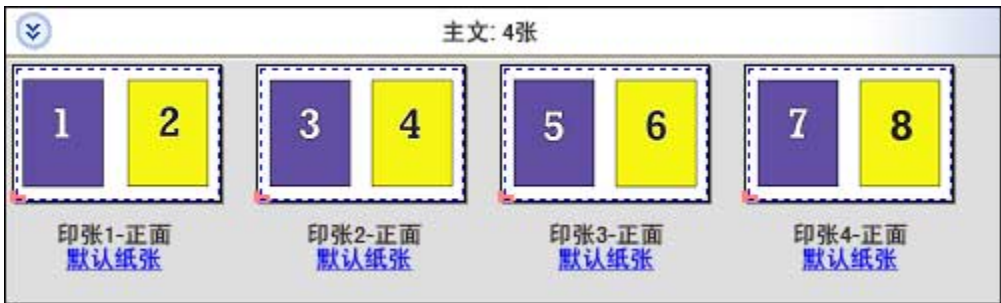 主文: 4张
1 2 3 4 5 6 7 8
印张1-正面 印张2-正面 印张3-正面 印张4-正面
默认纸张 默认纸张 默认纸张 默认纸张